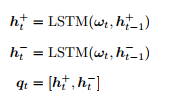 h_t^+ = LSTM(ω_t, h_{t-1}^+)
h_t^- = LSTM(ω_t, h_{t-1}^-)
q_t = [h_t^+, h_t^-]